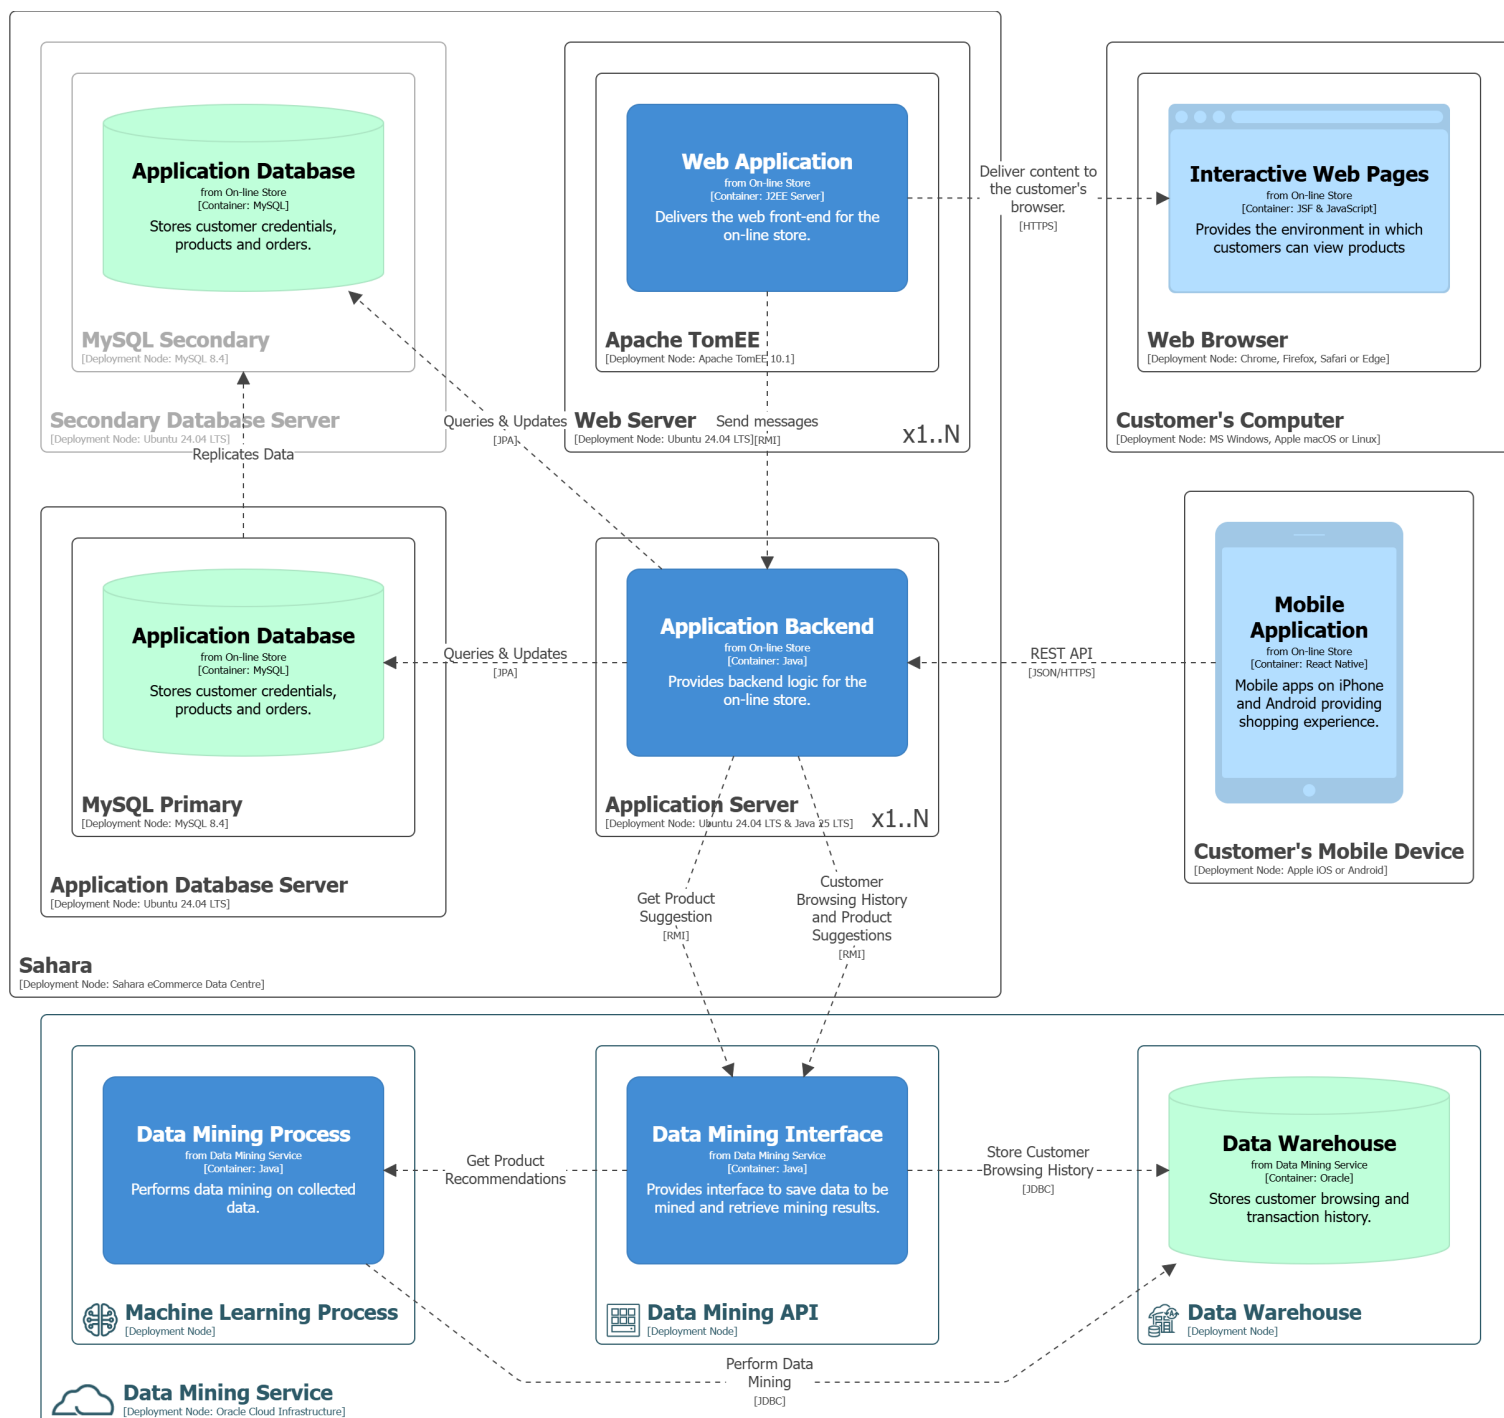 Application Database
from On-line Store
[Container: MySQL]
Stores customer credentials,
products and orders.
MySQL Secondary
[Deployment Node: MySQL 8.4]
Secondary Database Server
[Deployment Node: Ubuntu 24.04 LTS]
Replicates Data
Web Application
from On-line Store
[Container: J2EE Server]
Delivers the web front-end for the
on-line store.
Apache TomEE
[Deployment Node: Apache TomEE 10.1]
Web Server
[Deployment Node: Ubuntu 24.04 LTS]
x1..N
Send messages
[RMI]
Queries & Updates
[JPA]
Deliver content to
the customer's
browser.
[HTTPS]
Interactive Web Pages
from On-line Store
[Container: JSF & JavaScript]
Provides the environment in which
customers can view products
Web Browser
[Deployment Node: Chrome, Firefox, Safari or Edge]
Customer's Computer
[Deployment Node: MS Windows, Apple macOS or Linux]
Application Database
from On-line Store
[Container: MySQL]
Stores customer credentials,
products and orders.
MySQL Primary
[Deployment Node: MySQL 8.4]
Application Database Server
[Deployment Node: Ubuntu 24.04 LTS]
Queries & Updates
[JPA]
Application Backend
from On-line Store
[Container: Java]
Provides backend logic for the
on-line store.
Application Server
[Deployment Node: Ubuntu 24.04 LTS & Java 25 LTS]
x1..N
REST API
[JSON/HTTPS]
Mobile
Application
from On-line Store
[Container: React Native]
Mobile apps on iPhone
and Android providing
shopping experience.
Customer's Mobile Device
[Deployment Node: Apple iOS or Android]
Get Product
Suggestion
[RMI]
Customer
Browsing History
and Product
Suggestions
[RMI]
Sahara
[Deployment Node: Sahara eCommerce Data Centre]
Data Mining Process
from Data Mining Service
[Container: Java]
Performs data mining on collected
data.
Machine Learning Process
[Deployment Node]
Get Product
Recommendations
Data Mining Interface
from Data Mining Service
[Container: Java]
Provides interface to save data to be
mined and retrieve mining results.
Data Mining API
[Deployment Node]
Store Customer
Browsing History
[JDBC]
Data Warehouse
from Data Mining Service
[Container: Oracle]
Stores customer browsing and
transaction history.
Data Warehouse
[Deployment Node]
Perform Data
Mining
[JDBC]
Data Mining Service
[Deployment Node: Oracle Cloud Infrastructure]